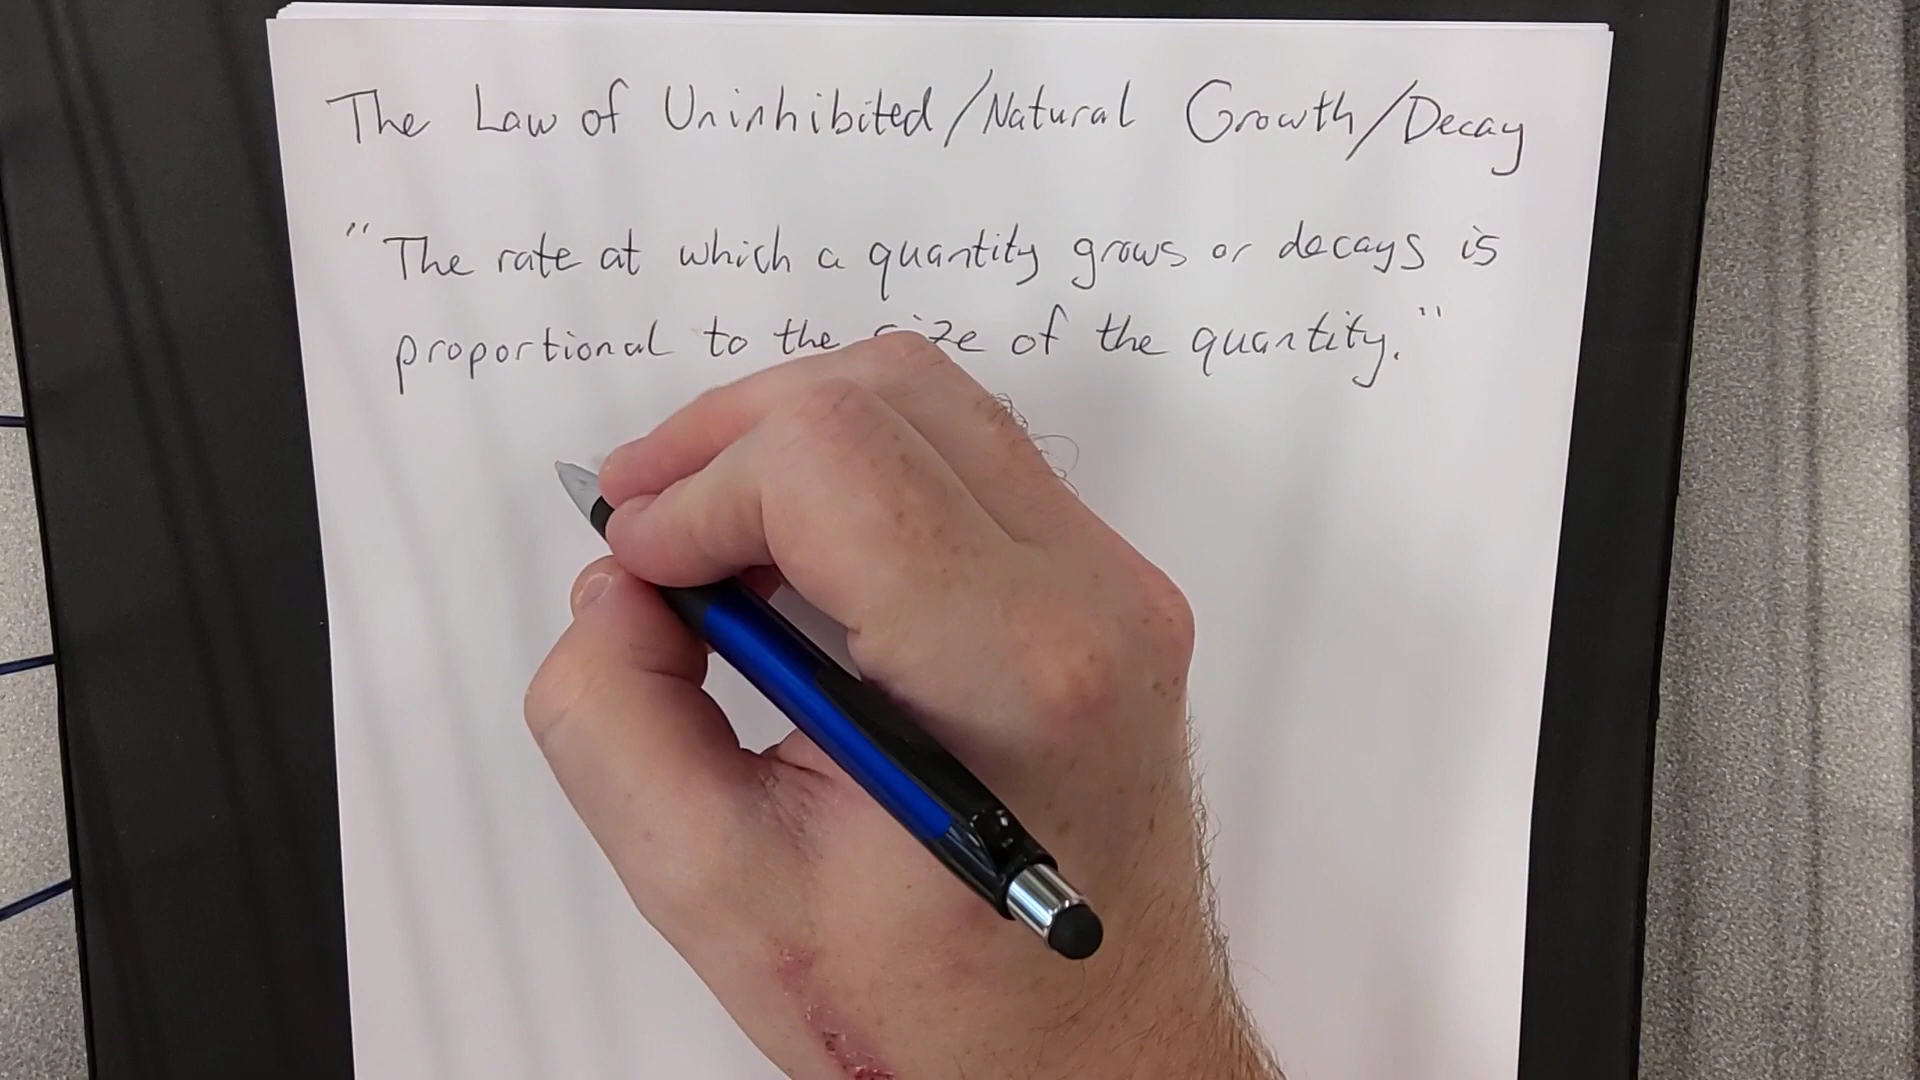 The Law of Uninhibited/Natural Growth/Decay
"The rate at which a quantity grows or decays is
proportional to the size of the quantity."